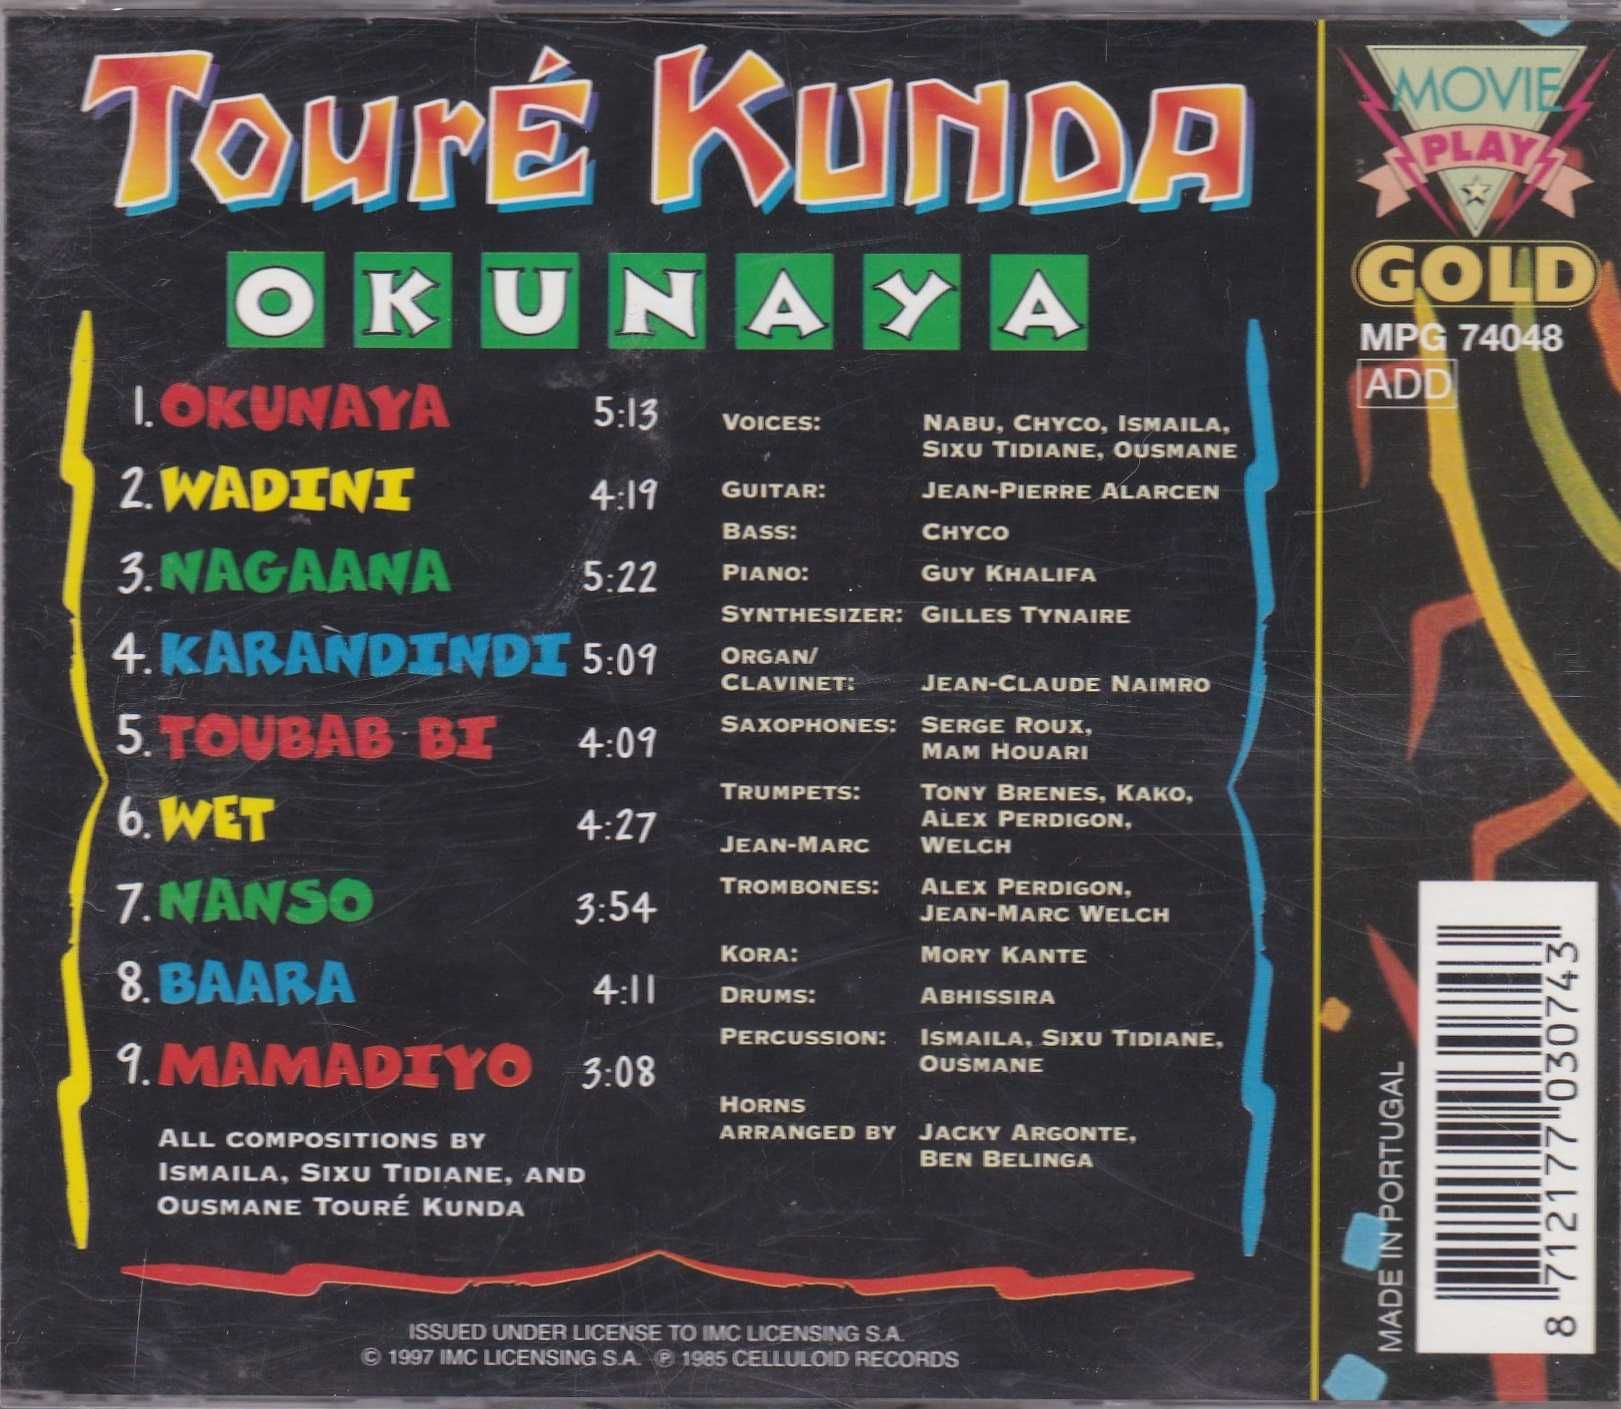 Touré Kunda
OKUNAYA
1. OKUNAYA 5:13
2. WADINI 4:19
3. NAGAANA 5:22
4. KARANDINDI 5:09
5. TOUBAB BI 4:09
6. WET 4:27
7. NANSO 3:54
8. BAARA 4:11
9. MAMADIYO 3:08
ALL COMPOSITIONS BY
ISMAILA, SIXU TIDIANE, AND
OUSMANE TOURÉ KUNDA
VOICES: NABU, CHYCO, ISMAILA,
SIXU TIDIANE, OUSMANE
GUITAR: JEAN-PIERRE ALARCEN
BASS: CHYCO
PIANO: GUY KHALIFA
SYNTHESIZER: GILLES TYNAIRE
ORGAN/
CLAVINET: JEAN-CLAUDE NAIMRO
SAXOPHONES: SERGE ROUX,
MAM HOUARI
TRUMPETS: TONY BRENES, KAKO,
ALEX PERDIGON,
JEAN-MARC WELCH
TROMBONES: ALEX PERDIGON,
JEAN-MARC WELCH
KORA: MORY KANTE
DRUMS: ABHISSIRA
PERCUSSION: ISMAILA, SIXU TIDIANE,
OUSMANE
HORNS
ARRANGED BY JACKY ARGONTE,
BEN BELINGA
ISSUED UNDER LICENSE TO IMC LICENSING S.A.
© 1997 IMC LICENSING S.A. ℗ 1985 CELLULOID RECORDS
MOVIE
PLAY
GOLD
MPG 74048
ADD
MADE IN PORTUGAL
8 712177 030743